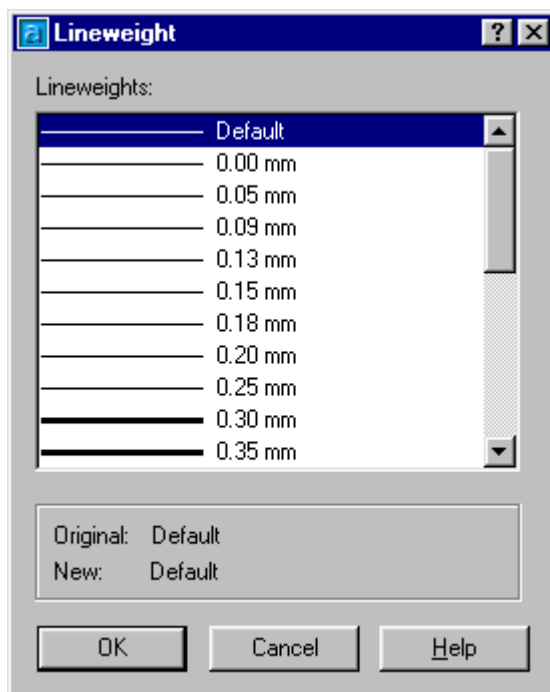 a Lineweight ? X
Lineweights:
Default
0.00 mm
0.05 mm
0.09 mm
0.13 mm
0.15 mm
0.18 mm
0.20 mm
0.25 mm
0.30 mm
0.35 mm
Original: Default
New: Default
OK Cancel Help